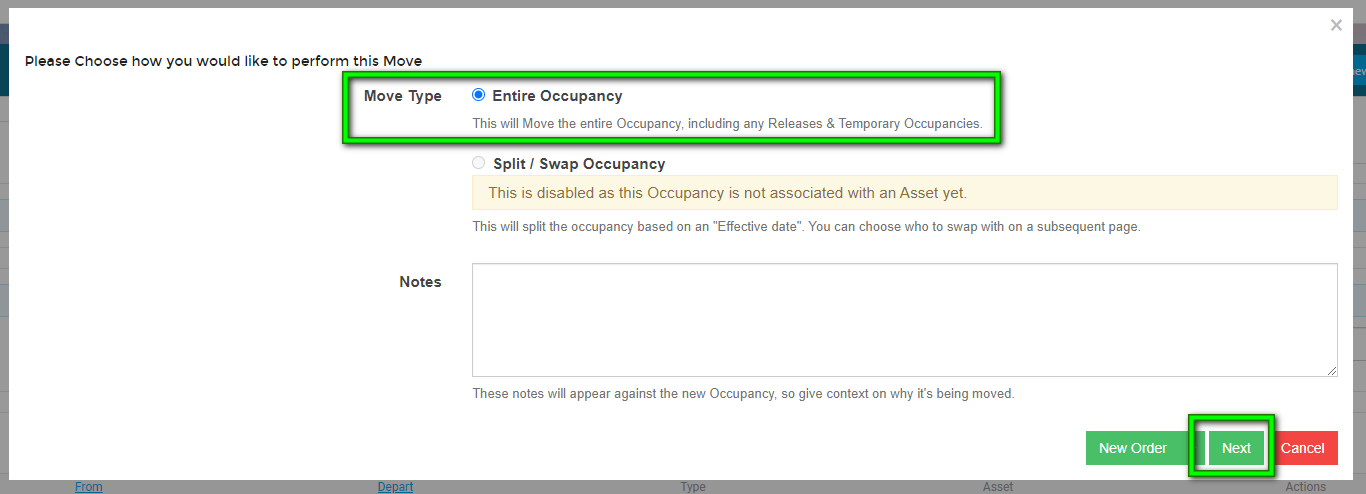 ×
Please Choose how you would like to perform this Move
Move Type Entire Occupancy
This will Move the entire Occupancy, including any Releases & Temporary Occupancies.
Split / Swap Occupancy
This is disabled as this Occupancy is not associated with an Asset yet.
This will split the occupancy based on an "Effective date". You can choose who to swap with on a subsequent page.
Notes
These notes will appear against the new Occupancy, so give context on why it's being moved.
New Order Next Cancel
From Depart Type Asset Actions